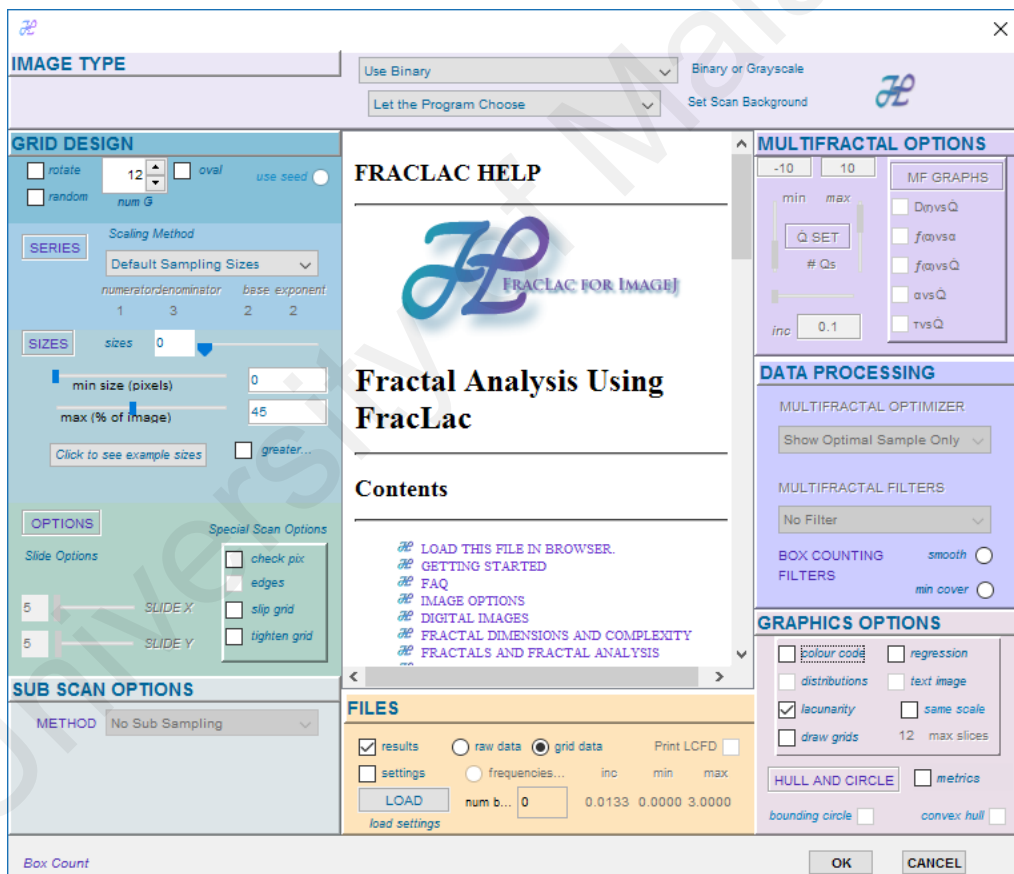 IMAGE TYPE
Use Binary
Binary or Grayscale
Let the Program Choose
Set Scan Background
GRID DESIGN
rotate
12
oval
use seed
random
num G
SERIES
Scaling Method
Default Sampling Sizes
numerator denominator base exponent
1 3 2 2
SIZES
sizes
0
min size (pixels)
0
max (% of image)
45
Click to see example sizes
greater...
OPTIONS
Special Scan Options
Slide Options
check pix
edges
5
SLIDE X
slip grid
5
SLIDE Y
tighten grid
SUB SCAN OPTIONS
METHOD
No Sub Sampling
FRACLAC HELP
FRACLAC FOR IMAGEJ
Fractal Analysis Using
FracLac
Contents
LOAD THIS FILE IN BROWSER.
GETTING STARTED
FAQ
IMAGE OPTIONS
DIGITAL IMAGES
FRACTAL DIMENSIONS AND COMPLEXITY
FRACTALS AND FRACTAL ANALYSIS
FILES
results
raw data
grid data
Print LCFD
settings
frequencies...
inc min max
LOAD
num b...
0
0.0133 0.0000 3.0000
load settings
MULTIFRACTAL OPTIONS
-10
10
MF GRAPHS
min max
D(η)vsQ
Q SET
f(α)vsα
# Qs
f(α)vsQ
αvsQ
inc
0.1
τvsQ
DATA PROCESSING
MULTIFRACTAL OPTIMIZER
Show Optimal Sample Only
MULTIFRACTAL FILTERS
No Filter
BOX COUNTING
FILTERS
smooth
min cover
GRAPHICS OPTIONS
colour code
regression
distributions
text image
lacunarity
same scale
draw grids
12 max slices
HULL AND CIRCLE
metrics
bounding circle
convex hull
Box Count
OK
CANCEL
University of Mala